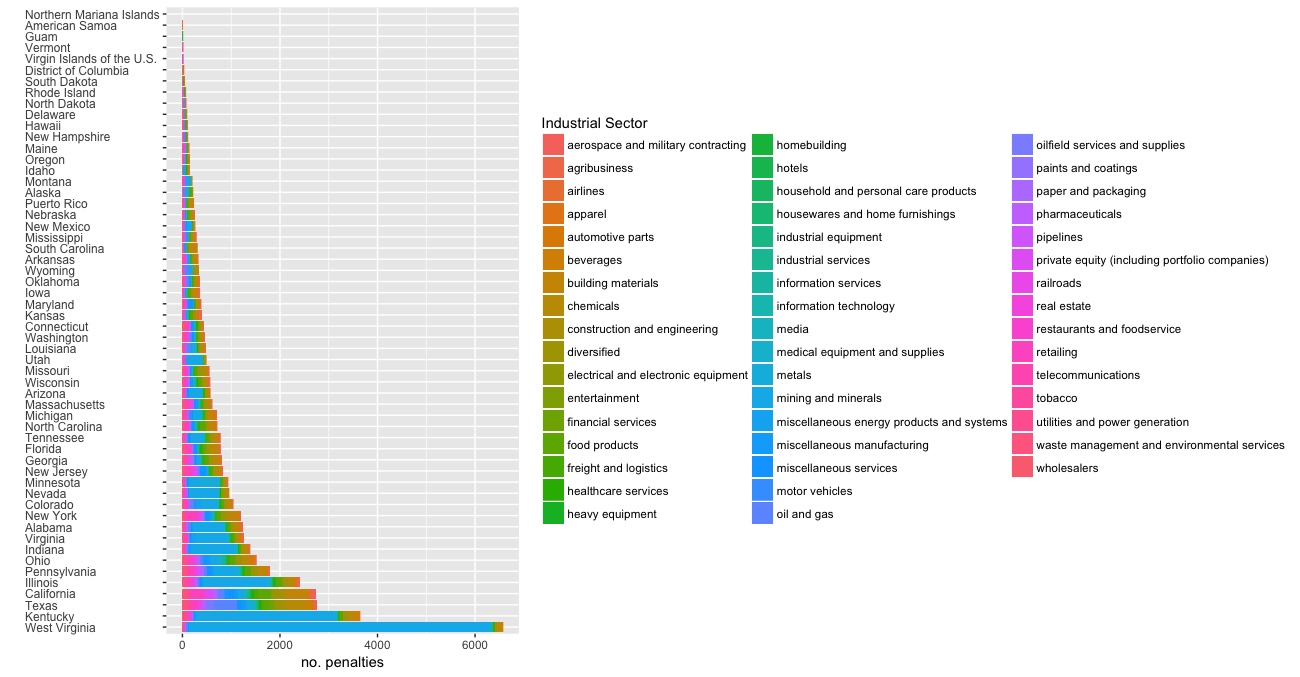 Northern Mariana Islands
American Samoa
Guam
Vermont
Virgin Islands of the U.S.
District of Columbia
South Dakota
Rhode Island
North Dakota
Delaware
Hawaii
New Hampshire
Maine
Oregon
Idaho
Montana
Alaska
Puerto Rico
Nebraska
New Mexico
Mississippi
South Carolina
Arkansas
Wyoming
Oklahoma
Iowa
Maryland
Kansas
Connecticut
Washington
Louisiana
Utah
Missouri
Wisconsin
Arizona
Massachusetts
Michigan
North Carolina
Tennessee
Florida
Georgia
New Jersey
Minnesota
Nevada
Colorado
New York
Alabama
Virginia
Indiana
Ohio
Pennsylvania
Illinois
California
Texas
Kentucky
West Virginia
0 2000 4000 6000
no. penalties
Industrial Sector
aerospace and military contracting
agribusiness
airlines
apparel
automotive parts
beverages
building materials
chemicals
construction and engineering
diversified
electrical and electronic equipment
entertainment
financial services
food products
freight and logistics
healthcare services
heavy equipment
homebuilding
hotels
household and personal care products
housewares and home furnishings
industrial equipment
industrial services
information services
information technology
media
medical equipment and supplies
metals
mining and minerals
miscellaneous energy products and systems
miscellaneous manufacturing
miscellaneous services
motor vehicles
oil and gas
oilfield services and supplies
paints and coatings
paper and packaging
pharmaceuticals
pipelines
private equity (including portfolio companies)
railroads
real estate
restaurants and foodservice
retailing
telecommunications
tobacco
utilities and power generation
waste management and environmental services
wholesalers